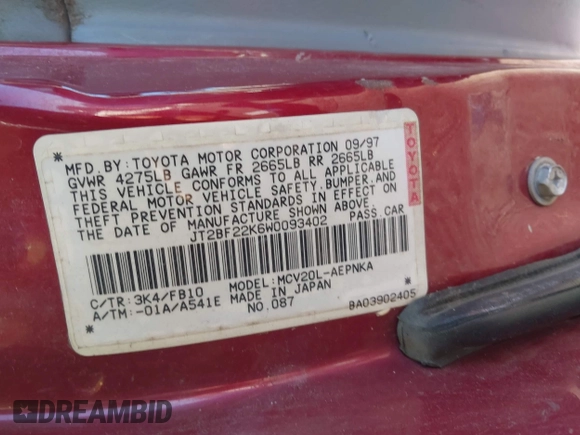 MFD. BY: TOYOTA MOTOR CORPORATION 09/97
GVWR 4275LB GAWR FR 2665LB RR 2665LB
THIS VEHICLE CONFORMS TO ALL APPLICABLE
FEDERAL MOTOR VEHICLE SAFETY, BUMPER, AND
THEFT PREVENTION STANDARDS IN EFFECT ON
THE DATE OF MANUFACTURE SHOWN ABOVE.
JT2BF22K6W0093402 PASS. CAR
C/TR: 3K4/FB10 MODEL: MCV20L-AEPNKA
A/TM: -01A/A541E MADE IN JAPAN
NO. 087 BA03902405
TOYOTA
DREAMBID